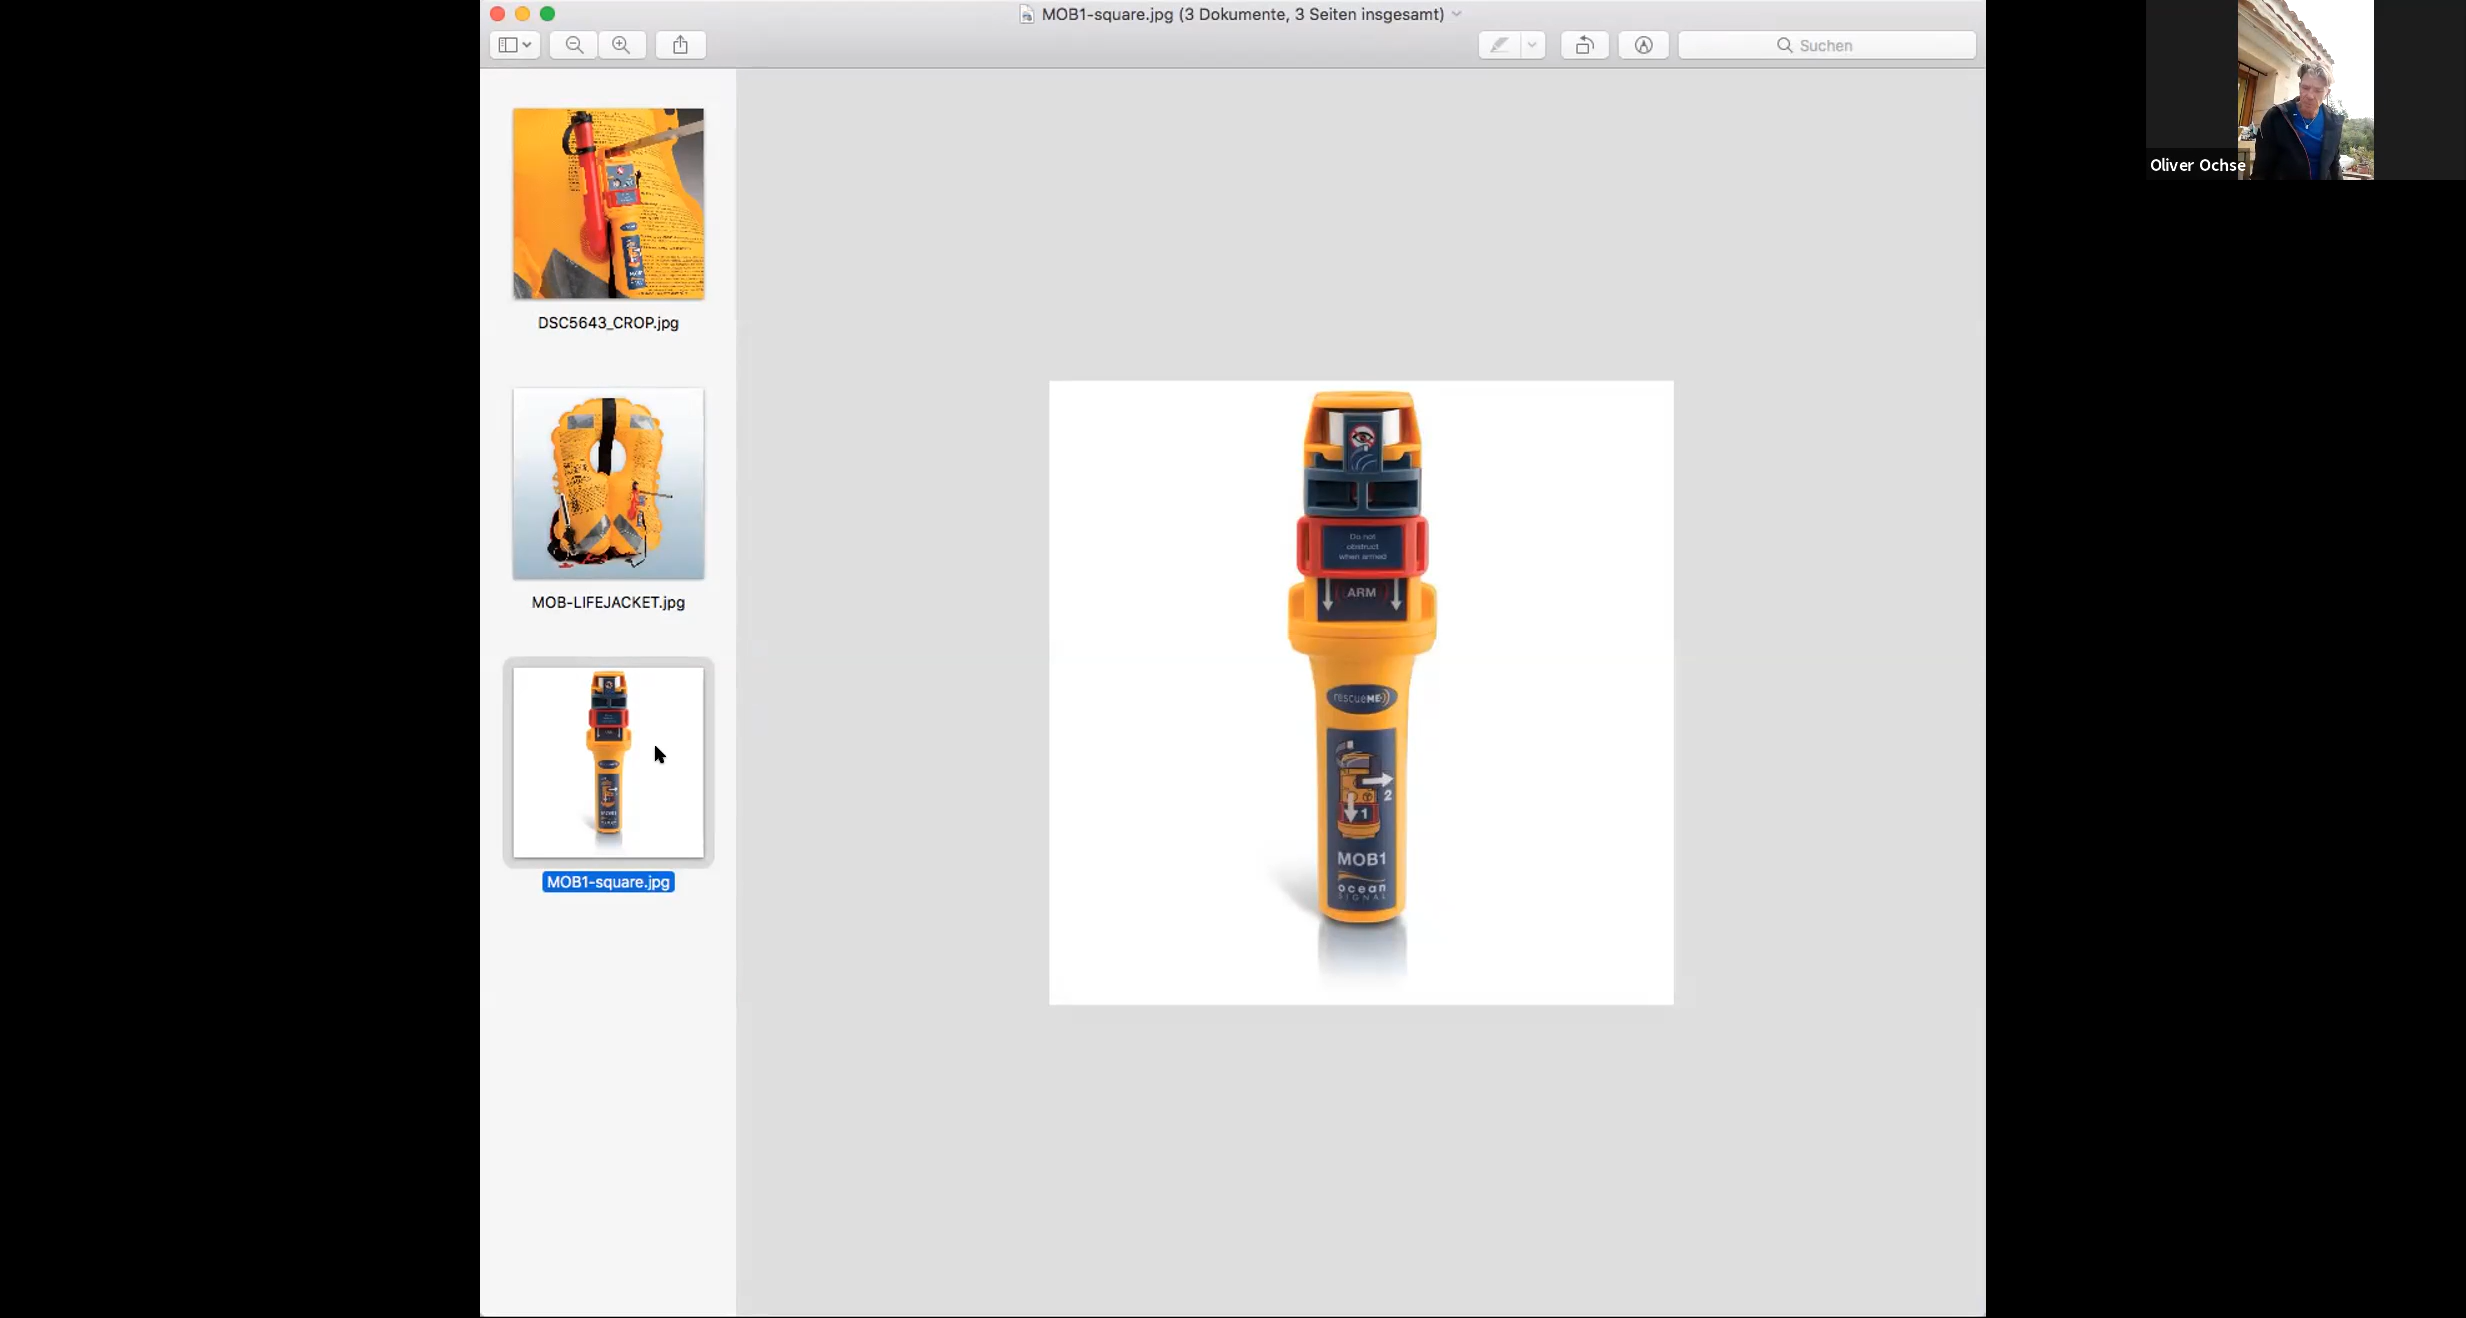 MOB1-square.jpg (3 Dokumente, 3 Seiten insgesamt)
Suchen
Oliver Ochse
DSC5643_CROP.jpg
MOB-LIFEJACKET.jpg
MOB1-square.jpg
Do not
obstruct
when armed
ARM
rescueME
2
1
MOB1
ocean
SIGNAL